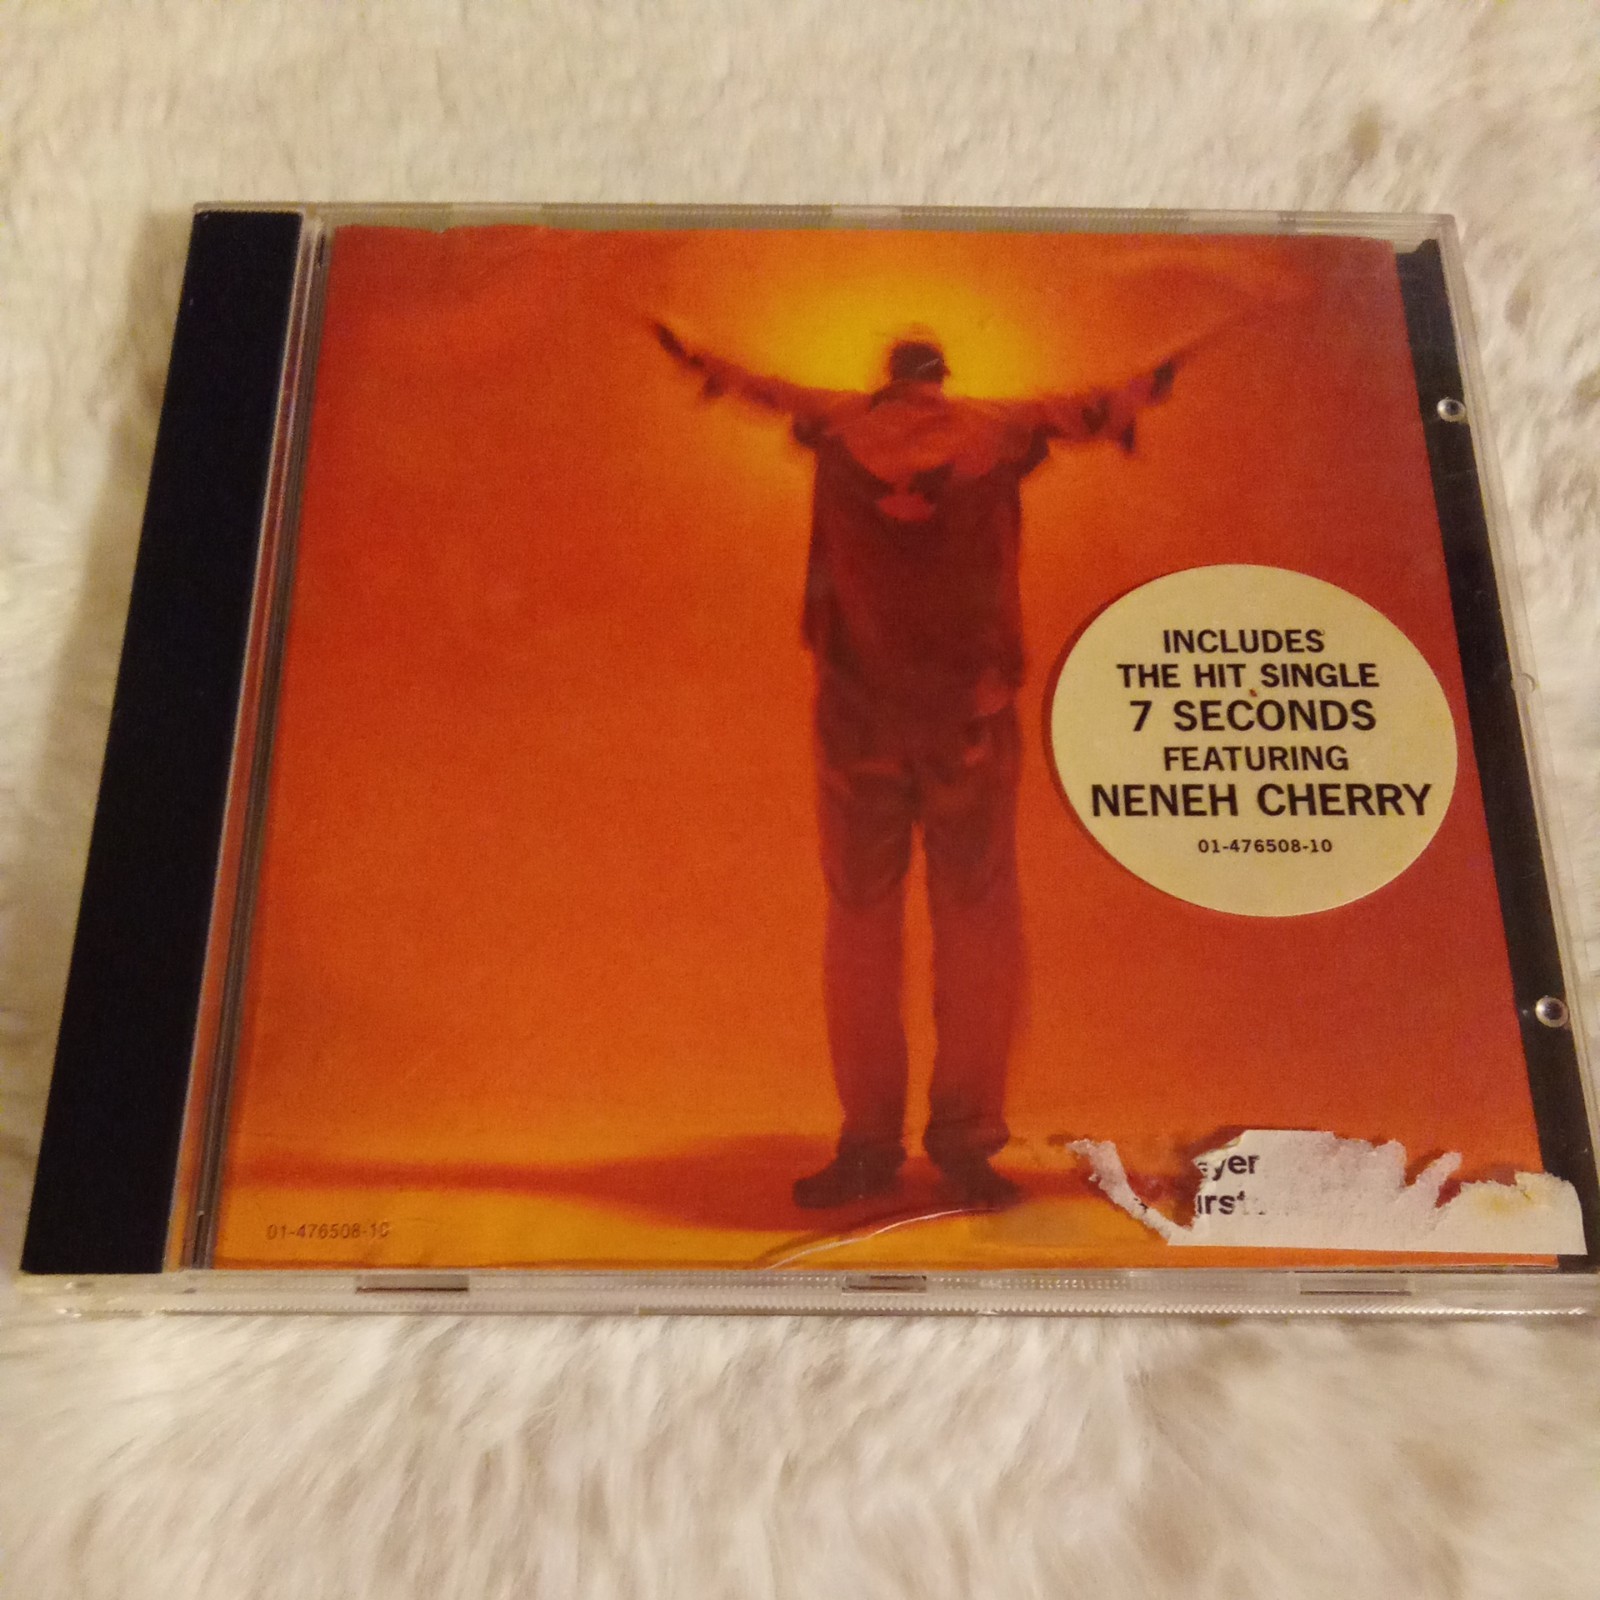 INCLUDES
THE HIT SINGLE
7 SECONDS
FEATURING
NENEH CHERRY
01-476508-10
01-476508-10